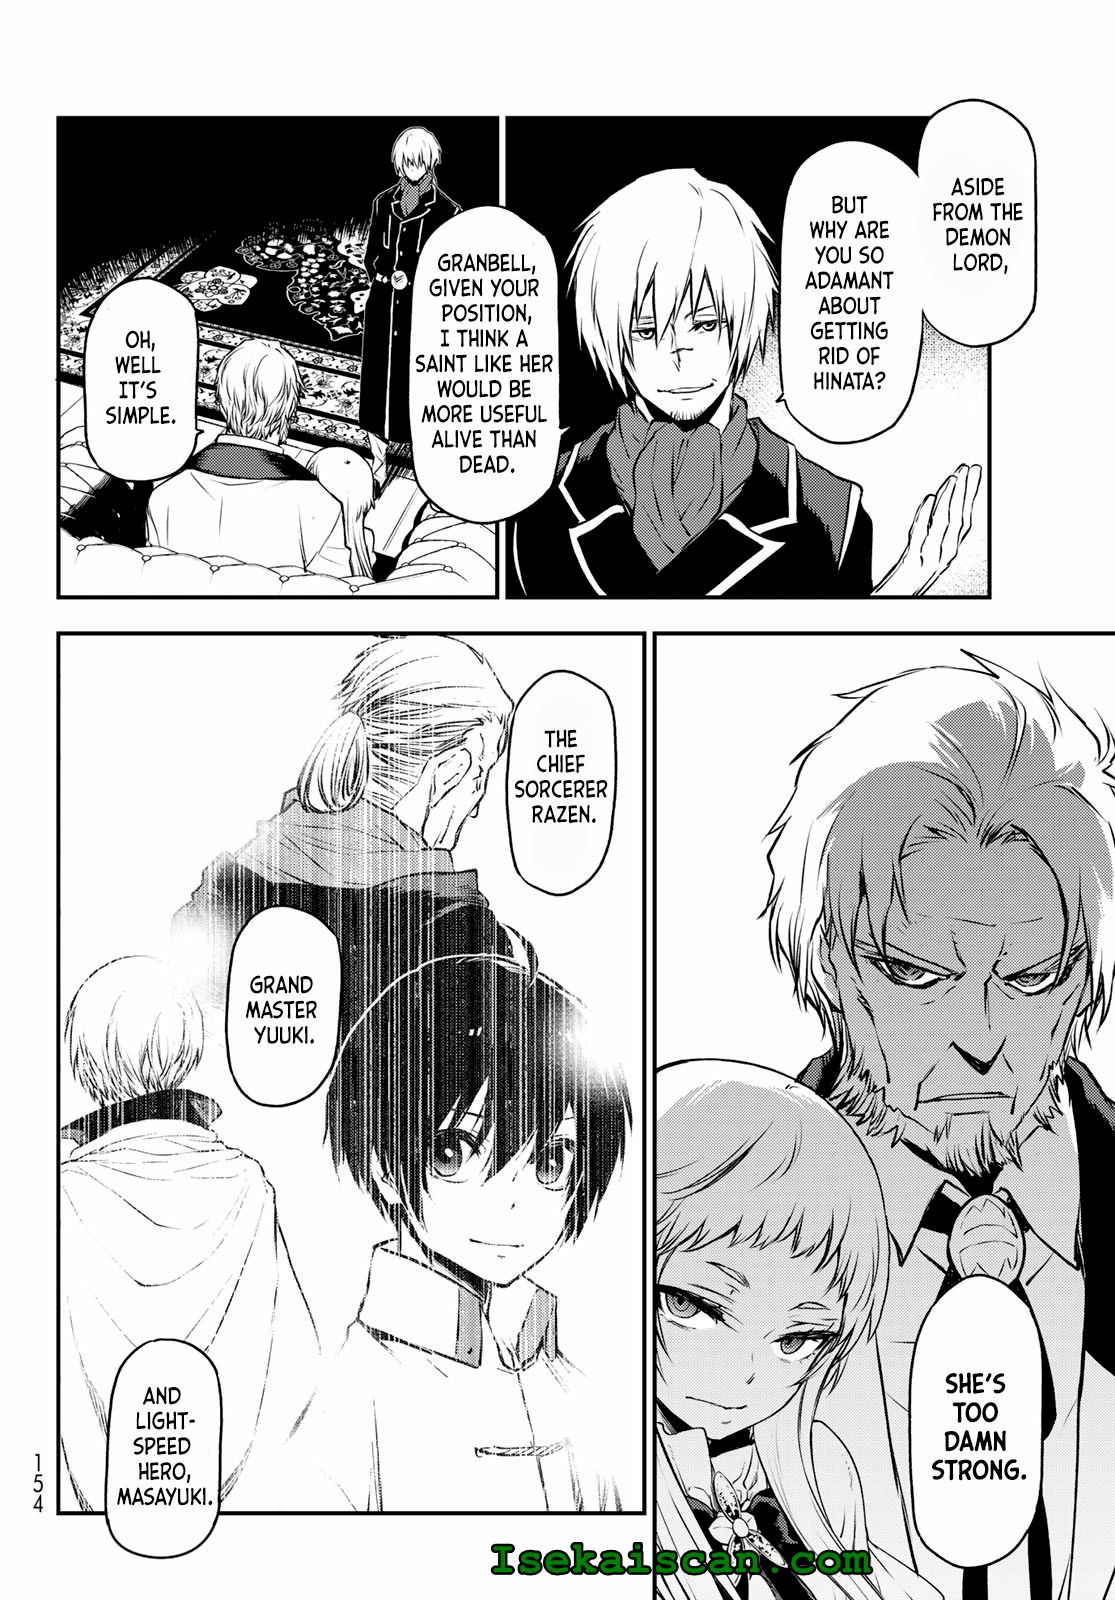 ASIDE
FROM THE
DEMON
LORD,
BUT
WHY ARE
YOU SO
ADAMANT
ABOUT
GETTING
RID OF
HINATA?
GRANBELL,
GIVEN YOUR
POSITION,
I THINK A
SAINT LIKE HER
WOULD BE
MORE USEFUL
ALIVE THAN
DEAD.
OH,
WELL
IT'S
SIMPLE.
SHE'S
TOO
DAMN
STRONG.
THE
CHIEF
SORCERER
RAZEN.
GRAND
MASTER
YUUKI.
AND
LIGHT-
SPEED
HERO,
MASAYUKI.
154
Isekaiscan.com